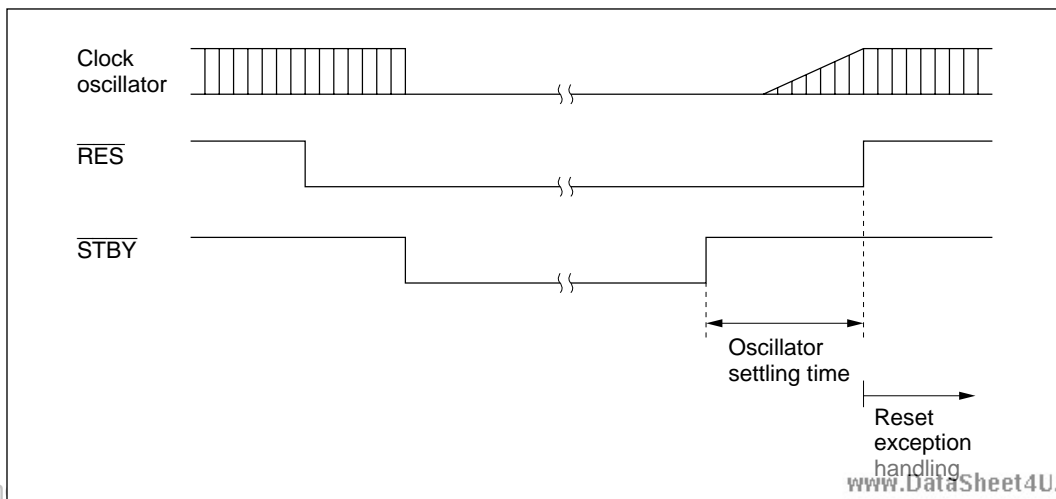 Clock
oscillator
RES
STBY
Oscillator
settling time
Reset
exception
handling
www.DataSheet4U.